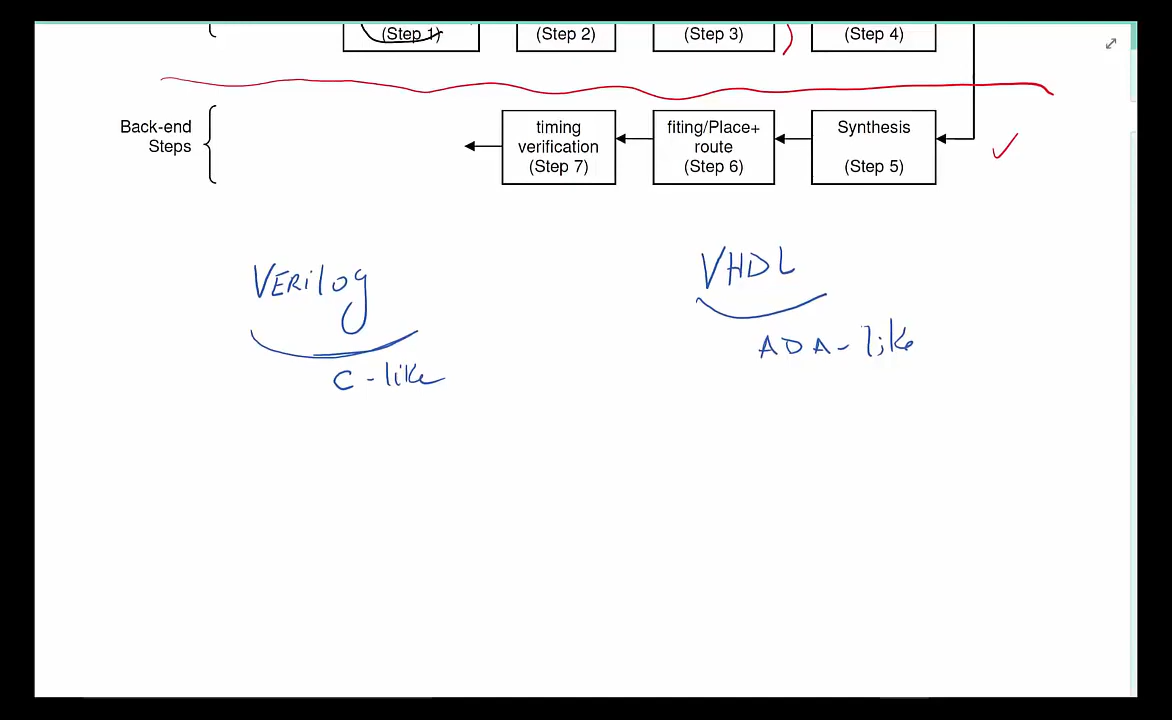 (Step 1) (Step 2) (Step 3) (Step 4)
Back-end
Steps
timing
verification
(Step 7)
fiting/Place+
route
(Step 6)
Synthesis
(Step 5)
VERilog
C-like
VHDL
ADA-like